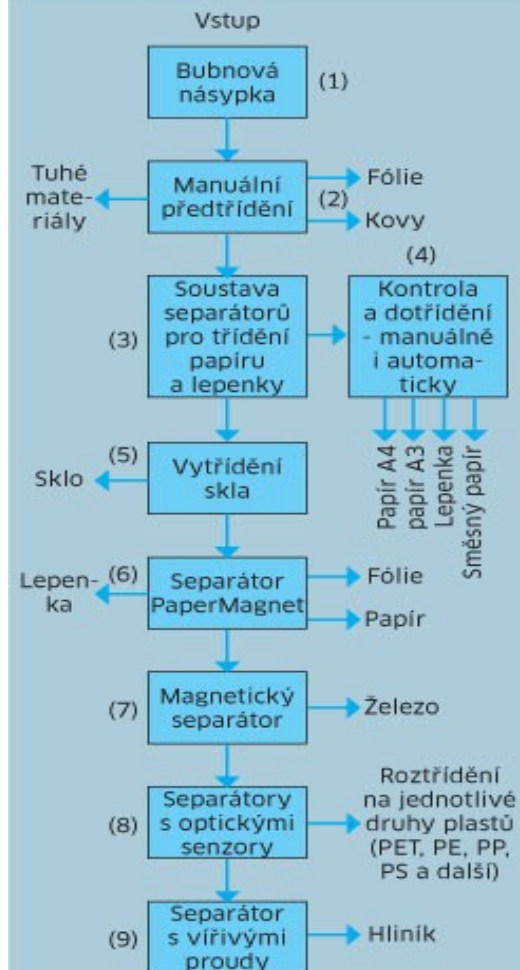 Vstup
Bubnová
násypka
(1)
Tuhé
mate-
riály
Manuální
předtřídění
(2)
Fólie
Kovy
(3)
Soustava
separátorů
pro třídění
papíru
a lepenky
(4)
Kontrola
a dotřídění
- manuálně
i automa-
ticky
Papír A4
papír A3
Lepenka
Směsný papír
Sklo
(5)
Vytřídění
skla
Lepen-
ka
(6)
Separátor
PaperMagnet
Fólie
Papír
(7)
Magnetický
separátor
Železo
(8)
Separátory
s optickými
senzory
Roztřídění
na jednotlivé
druhy plastů
(PET, PE, PP,
PS a další)
(9)
Separátor
s vířivými
proudy
Hliník